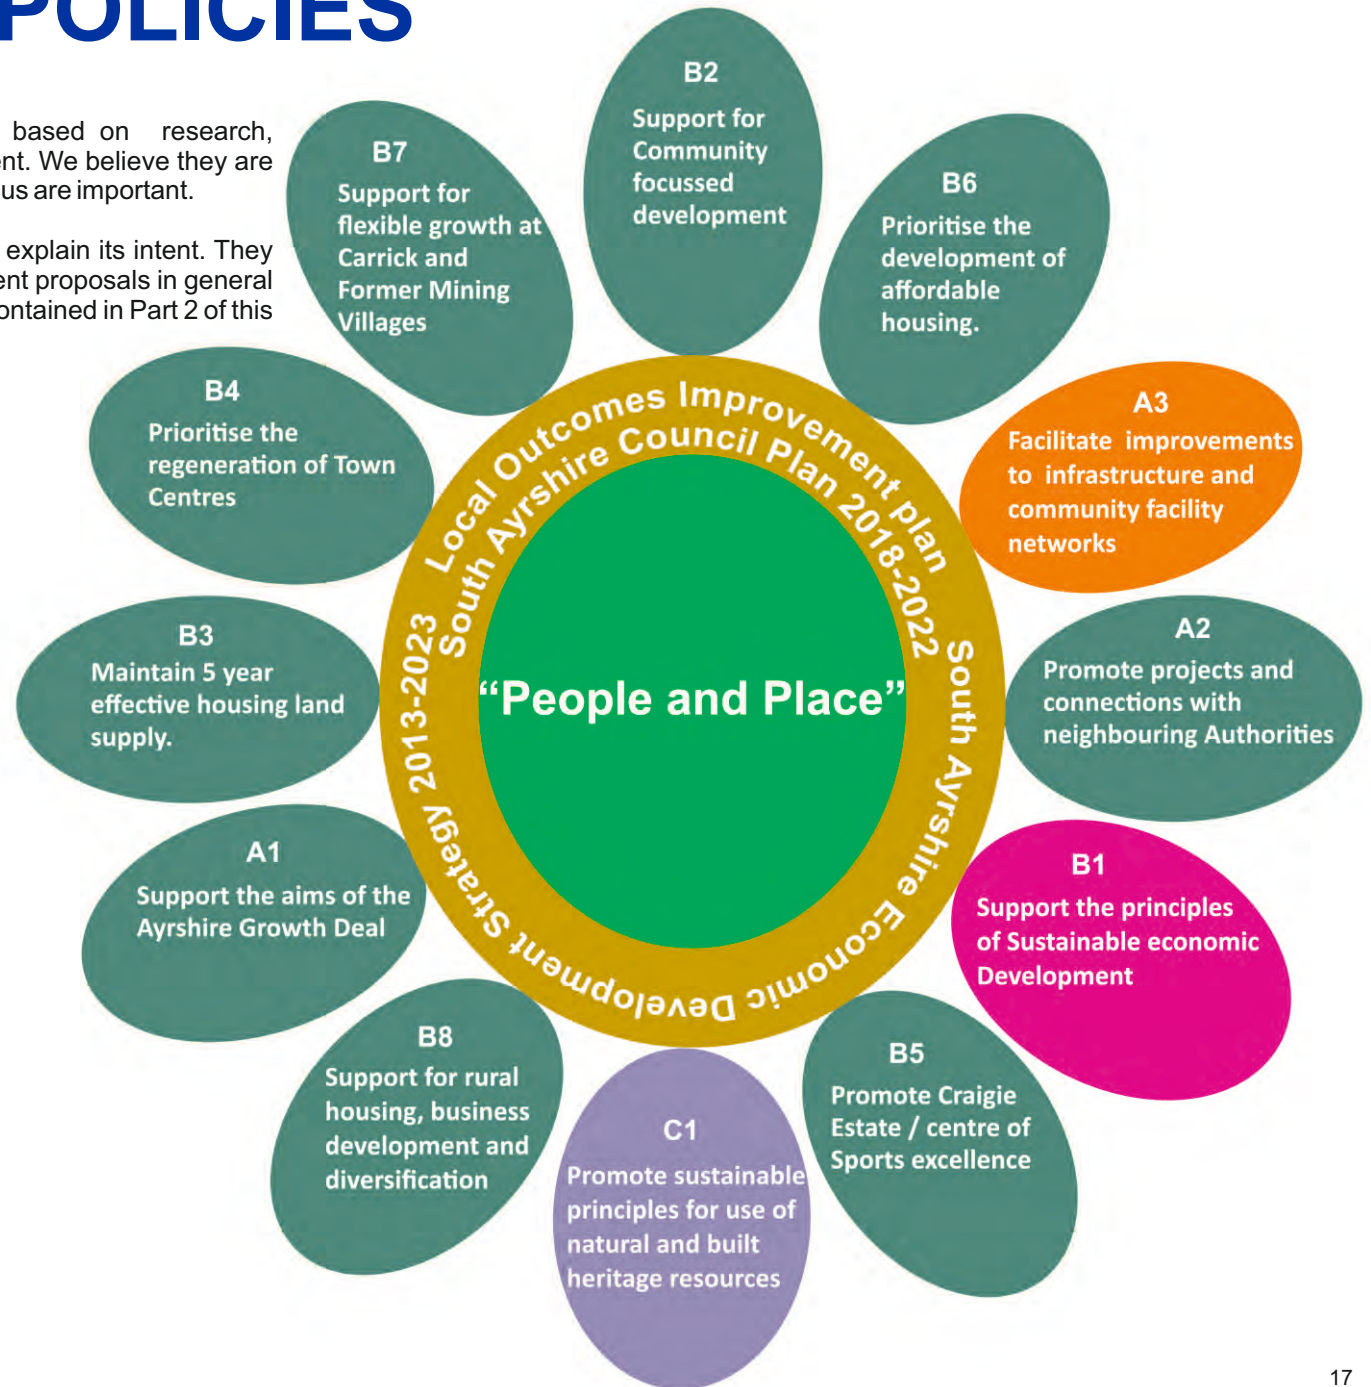 POLICIES
based on research,
ent. We believe they are
us are important.
explain its intent. They
ent proposals in general
ontained in Part 2 of this
B2
Support for
Community
focussed
development
B7
Support for
flexible growth at
Carrick and
Former Mining
Villages
B6
Prioritise the
development of
affordable
housing.
B4
Prioritise the
regeneration of Town
Centres
A3
Facilitate improvements
to infrastructure and
community facility
networks
B3
Maintain 5 year
effective housing land
supply.
A2
Promote projects and
connections with
neighbouring Authorities
Local Outcomes Improvement plan
South Ayrshire Council Plan 2018-2022
South Ayrshire Economic Development Strategy 2013-2023
“People and Place”
A1
Support the aims of the
Ayrshire Growth Deal
B1
Support the principles
of Sustainable economic
Development
B8
Support for rural
housing, business
development and
diversification
C1
Promote sustainable
principles for use of
natural and built
heritage resources
B5
Promote Craigie
Estate / centre of
Sports excellence
17